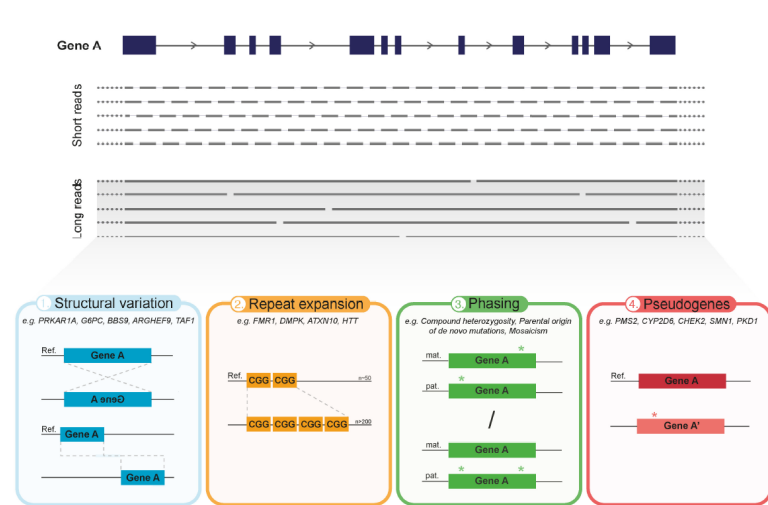 Gene A
Short reads
Long reads
1. Structural variation
e.g. PRKAR1A, G6PC, BBS9, ARGHEF9, TAF1
Ref.
Gene A
Gene A
Ref.
Gene A
Gene A
2. Repeat expansion
e.g. FMR1, DMPK, ATXN10, HTT
Ref.
CGG CGG
n~50
CGG CGG CGG CGG
n>200
3. Phasing
e.g. Compound heterozygosity, Parental origin
of de novo mutations, Mosaicism
mat.
*
Gene A
pat.
*
Gene A
/
mat.
Gene A
pat.
* *
Gene A
4. Pseudogenes
e.g. PMS2, CYP2D6, CHEK2, SMN1, PKD1
Ref.
Gene A
*
Gene A'